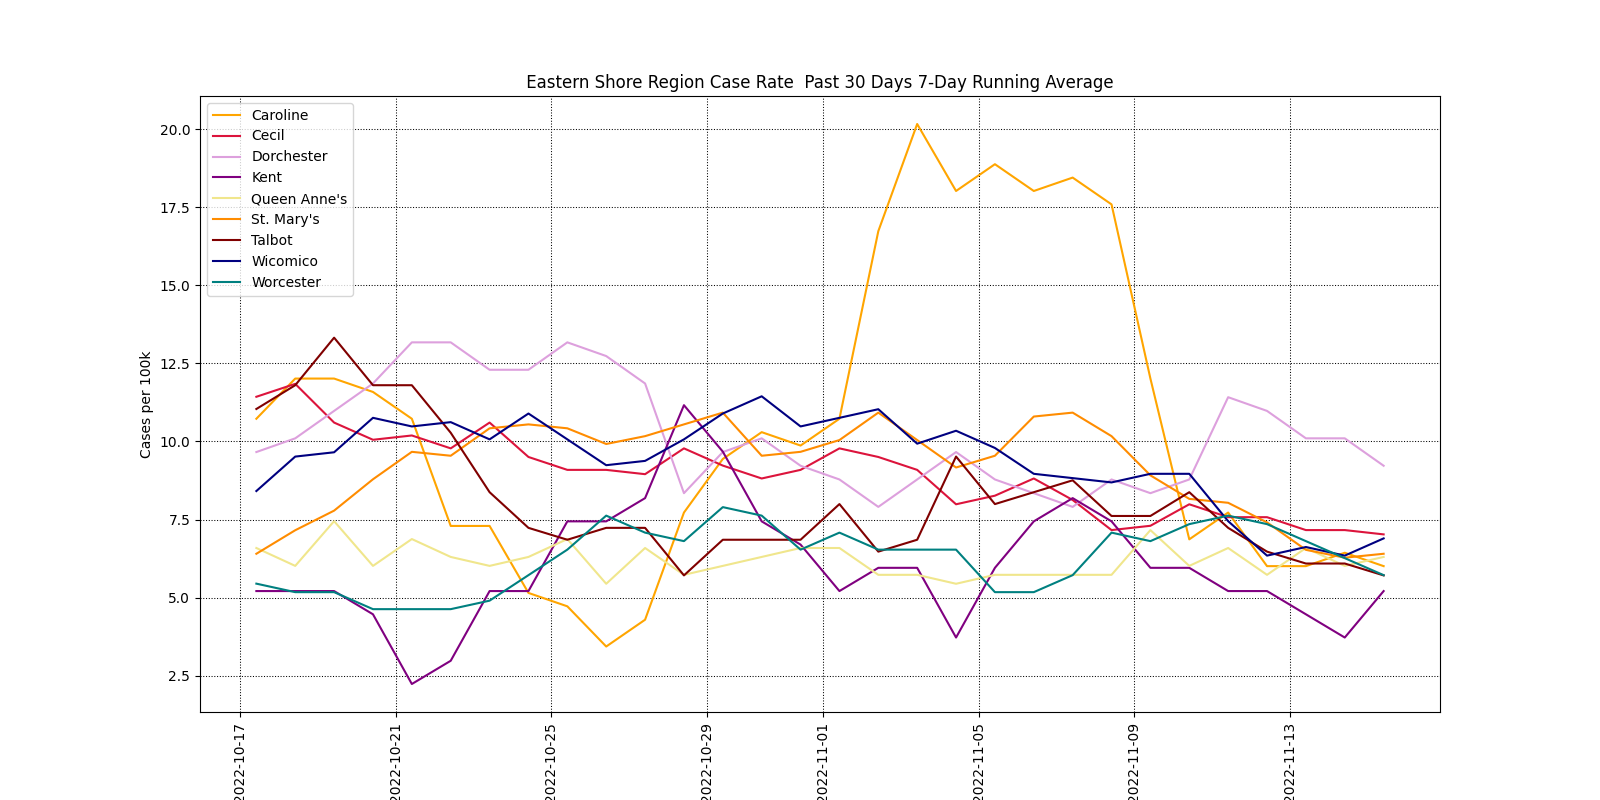 Eastern Shore Region Case Rate  Past 30 Days 7-Day Running Average
Caroline
Cecil
Dorchester
Kent
Queen Anne's
St. Mary's
Talbot
Wicomico
Worcester
Cases per 100k
20.0
17.5
15.0
12.5
10.0
7.5
5.0
2.5
2022-10-17
2022-10-21
2022-10-25
2022-10-29
2022-11-01
2022-11-05
2022-11-09
2022-11-13